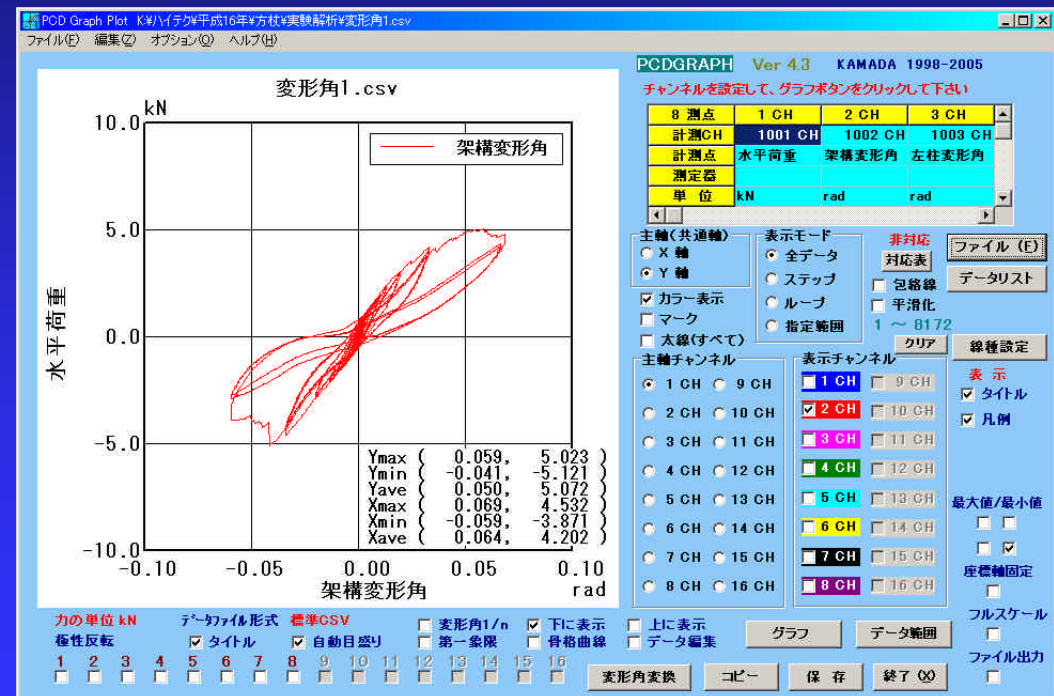 PCD Graph Plot K:¥ハイテク¥平成16年¥方杖¥実験解析¥変形角1.csv
ファイル(F) 編集(Z) オプション(O) ヘルプ(H)
PCDGRAPH Ver 4.3 KAMADA 1998-2005
チャンネルを設定して、グラフボタンをクリックして下さい
変形角1.csv
kN
架構変形角
10.0
5.0
0.0
-5.0
-10.0
水平荷重
Ymax ( 0.059, 5.023 )
Ymin ( -0.041, -5.121 )
Yave ( 0.050, 5.072 )
Xmax ( 0.069, 4.532 )
Xmin ( -0.059, -3.871 )
Xave ( 0.064, 4.202 )
-0.10 -0.05 0.00 0.05 0.10
架構変形角 rad
8 測点 1 CH 2 CH 3 CH
計測CH 1001 CH 1002 CH 1003 CH
計測点 水平荷重 架構変形角 左柱変形角
測定器
単 位 kN rad rad
主軸(共通軸)
X 軸
Y 軸
表示モード
全データ
ステップ
ループ
指定範囲
非対応
対応表
包絡線
平滑化
1 ~ 8172
クリア
ファイル (F)
データリスト
線種設定
カラー表示
マーク
太線(すべて)
主軸チャンネル
1 CH 9 CH
2 CH 10 CH
3 CH 11 CH
4 CH 12 CH
5 CH 13 CH
6 CH 14 CH
7 CH 15 CH
8 CH 16 CH
表示チャンネル
1 CH 9 CH
2 CH 10 CH
3 CH 11 CH
4 CH 12 CH
5 CH 13 CH
6 CH 14 CH
7 CH 15 CH
8 CH 16 CH
表 示
タイトル
凡例
最大値/最小値
座標軸固定
フルスケール
ファイル出力
力の単位 kN データファイル形式 標準CSV
極性反転 タイトル 自動目盛り
変形角1/n 下に表示 上に表示
第一象限 骨格曲線 データ編集
1 2 3 4 5 6 7 8 9 10 11 12 13 14 15 16
グラフ データ範囲
変形角変換 コピー 保 存 終了 (X)